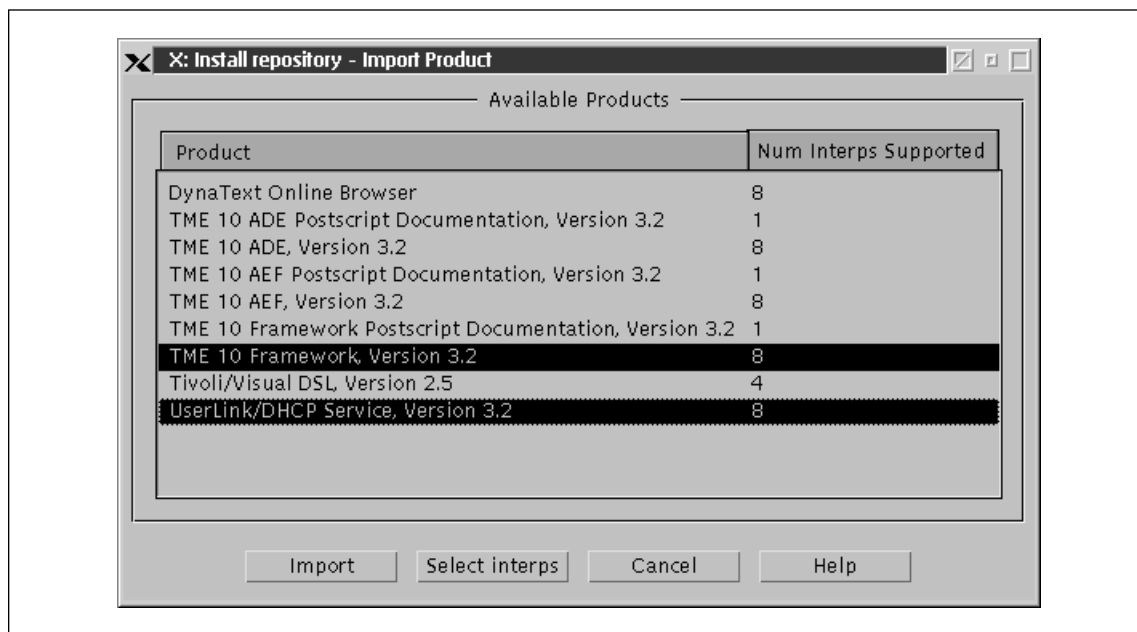 X: Install repository - Import Product
Available Products
Product Num Interps Supported
DynaText Online Browser 8
TME 10 ADE Postscript Documentation, Version 3.2 1
TME 10 ADE, Version 3.2 8
TME 10 AEF Postscript Documentation, Version 3.2 1
TME 10 AEF, Version 3.2 8
TME 10 Framework Postscript Documentation, Version 3.2 1
TME 10 Framework, Version 3.2 8
Tivoli/Visual DSL, Version 2.5 4
UserLink/DHCP Service, Version 3.2 8
Import Select interps Cancel Help